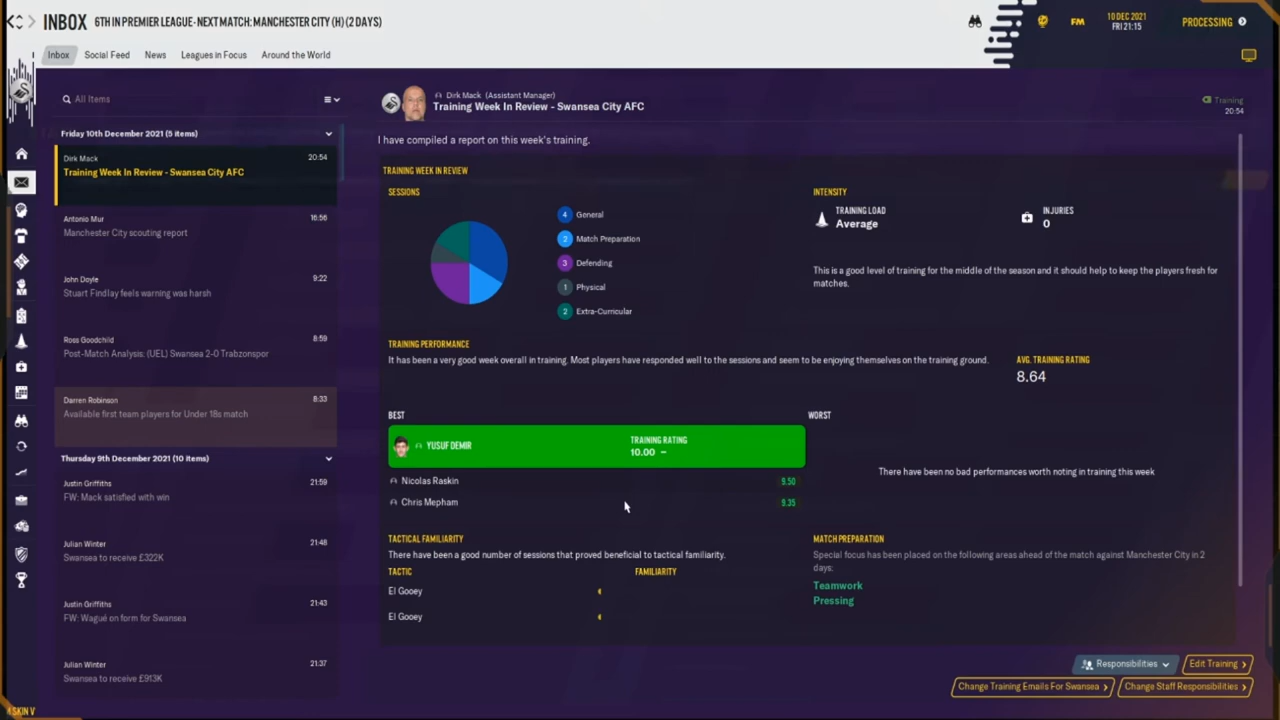 INBOX
6TH IN PREMIER LEAGUE - NEXT MATCH: MANCHESTER CITY (H) (2 DAYS)
FM
10 DEC 2021
FRI 21:15
PROCESSING
Inbox Social Feed News Leagues in Focus Around the World
All Items
Friday 10th December 2021 (5 items)
Dirk Mack 20:54
Training Week In Review - Swansea City AFC
Antonio Mur 16:56
Manchester City scouting report
John Doyle 9:22
Stuart Findlay feels warning was harsh
Ross Goodchild 8:59
Post-Match Analysis: (UEL) Swansea 2-0 Trabzonspor
Darren Robinson 8:33
Available first team players for Under 18s match
Thursday 9th December 2021 (10 items)
Justin Griffiths 21:59
FW: Mack satisfied with win
Julian Winter 21:48
Swansea to receive £322K
Justin Griffiths 21:43
FW: Wagué on form for Swansea
Julian Winter 21:37
Swansea to receive £913K
Dirk Mack (Assistant Manager)
Training Week In Review - Swansea City AFC
Training
20:54
I have compiled a report on this week's training.
TRAINING WEEK IN REVIEW
SESSIONS
4 General
2 Match Preparation
3 Defending
1 Physical
2 Extra-Curricular
INTENSITY
TRAINING LOAD
Average
INJURIES
0
This is a good level of training for the middle of the season and it should help to keep the players fresh for
matches.
TRAINING PERFORMANCE
It has been a very good week overall in training. Most players have responded well to the sessions and seem to be enjoying themselves on the training ground.
AVG. TRAINING RATING
8.64
BEST
YUSUF DEMIR
TRAINING RATING
10.00 -
Nicolas Raskin 9.50
Chris Mepham 9.35
WORST
There have been no bad performances worth noting in training this week
TACTICAL FAMILIARITY
There have been a good number of sessions that proved beneficial to tactical familiarity.
TACTIC FAMILIARITY
El Gooey
El Gooey
MATCH PREPARATION
Special focus has been placed on the following areas ahead of the match against Manchester City in 2
days:
Teamwork
Pressing
Responsibilities
Edit Training
Change Training Emails For Swansea
Change Staff Responsibilities
SKIN V